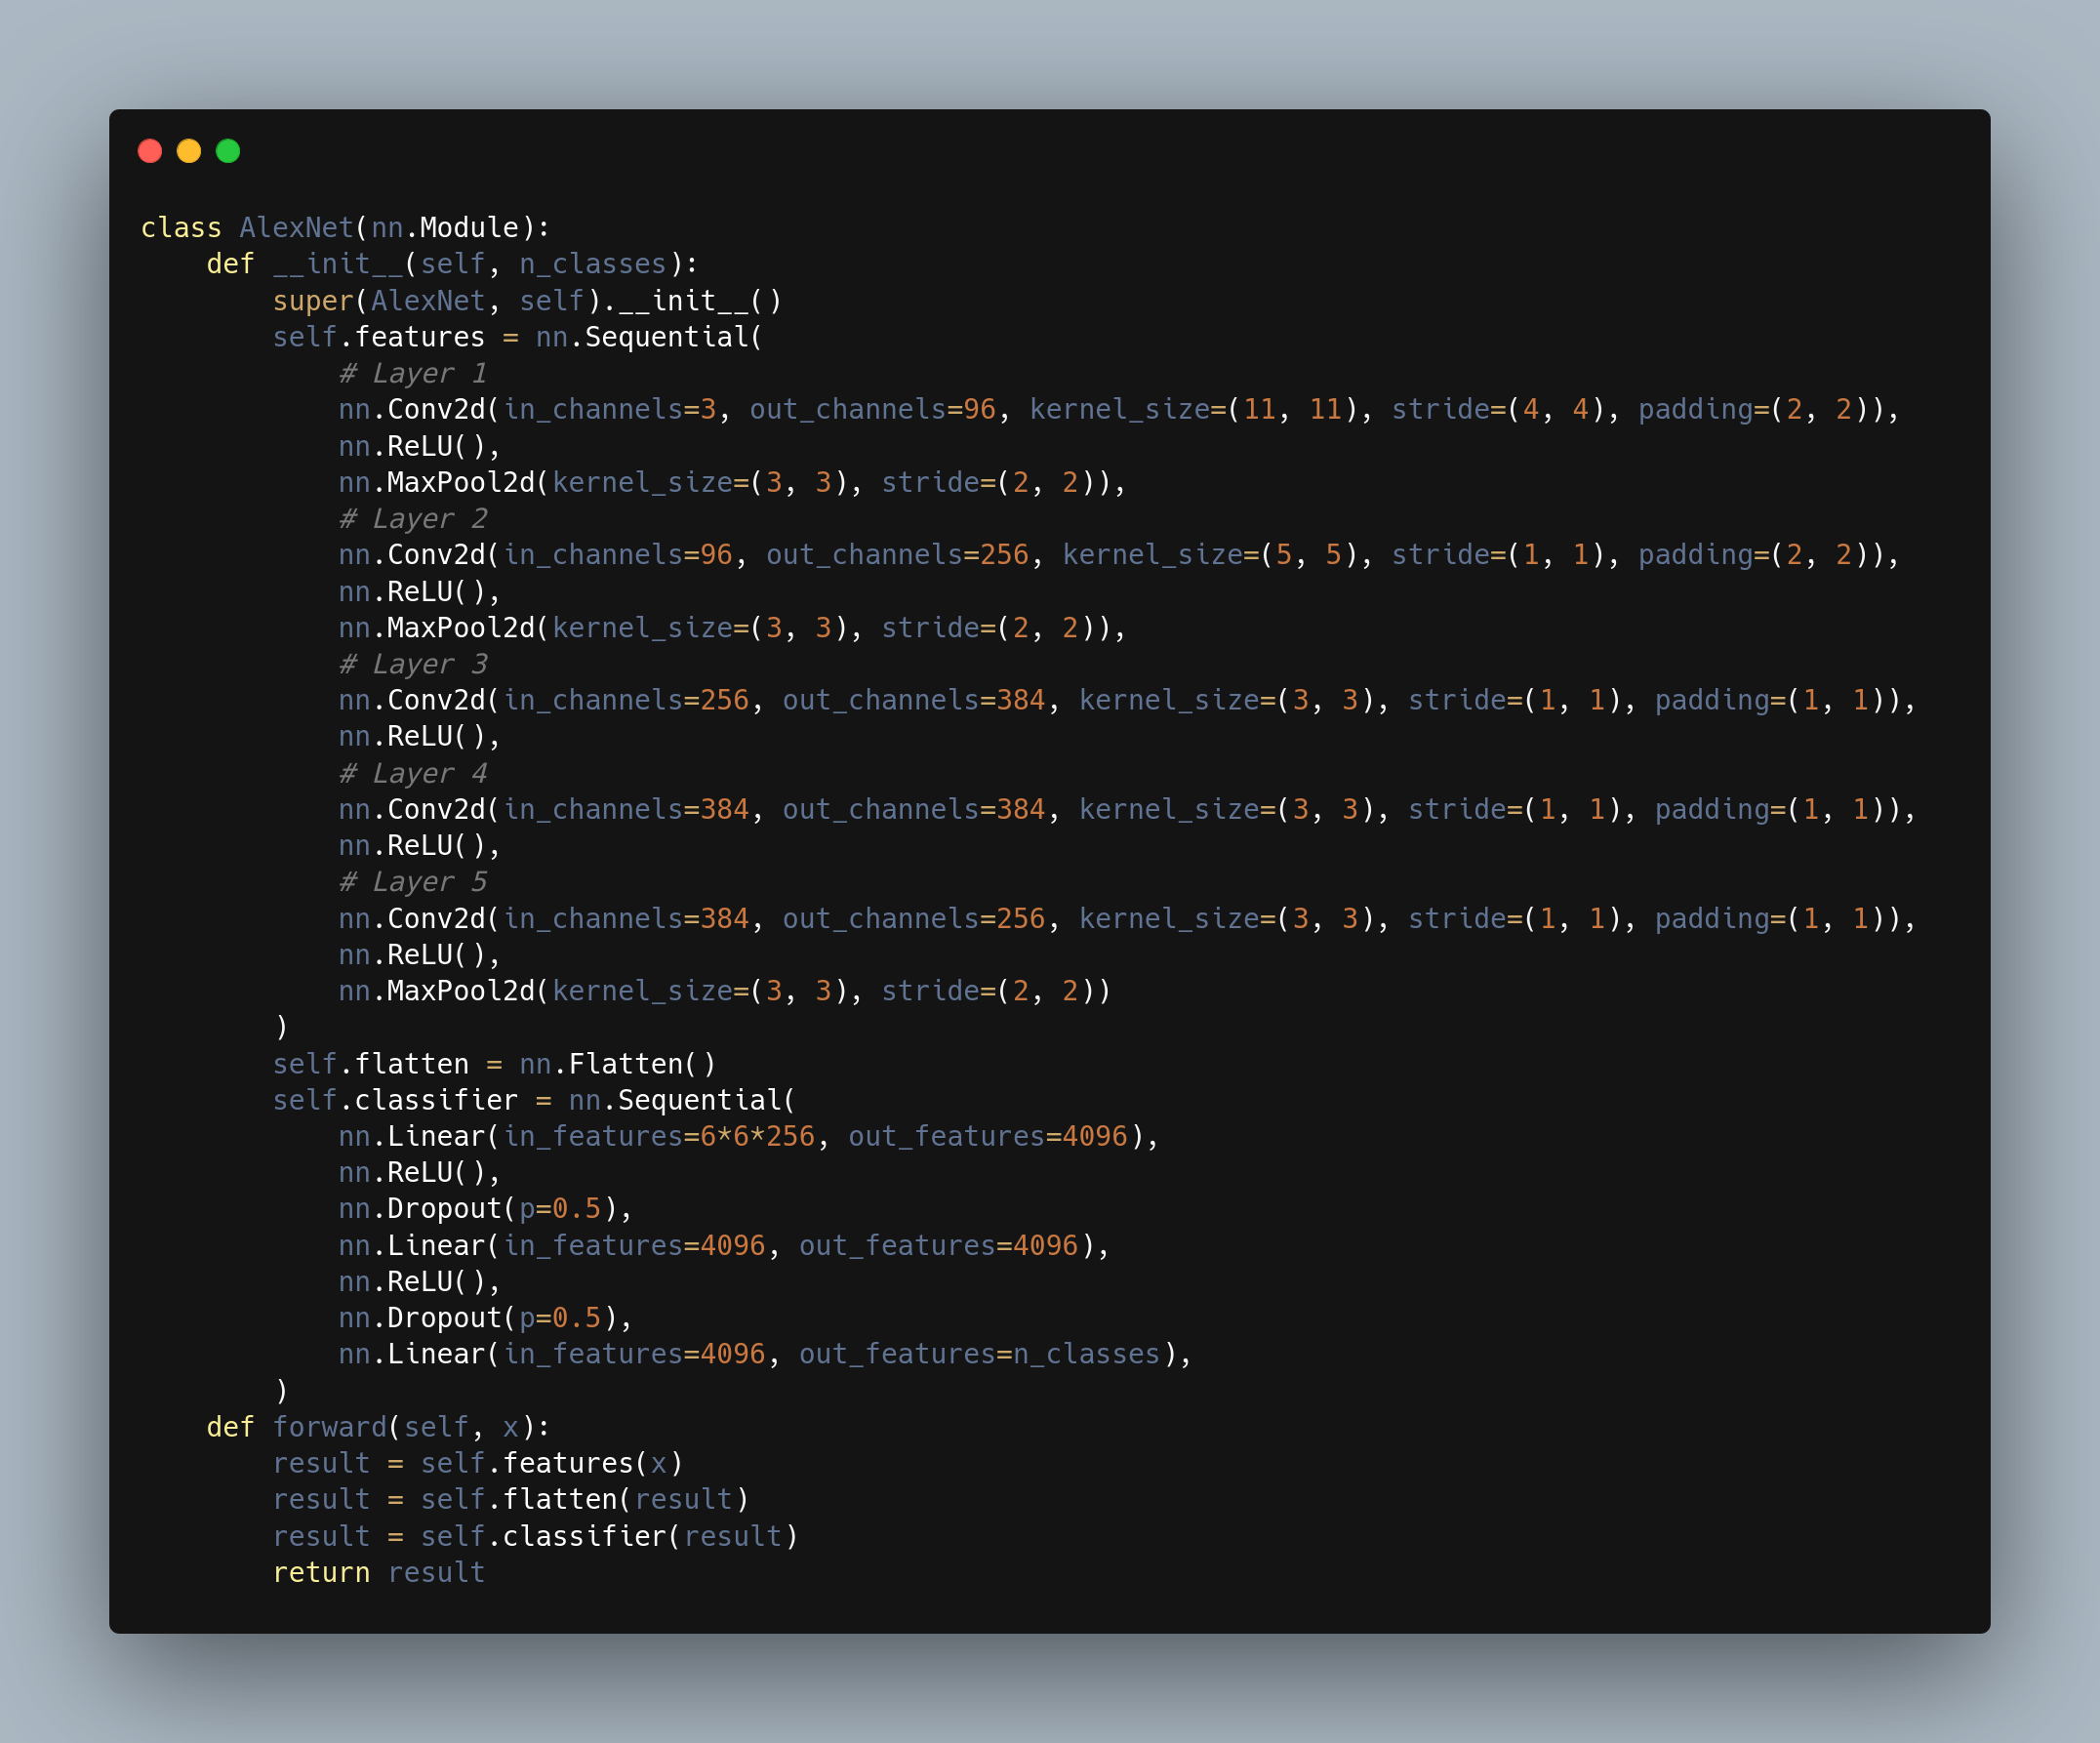 class AlexNet(nn.Module):
    def __init__(self, n_classes):
        super(AlexNet, self).__init__()
        self.features = nn.Sequential(
            # Layer 1
            nn.Conv2d(in_channels=3, out_channels=96, kernel_size=(11, 11), stride=(4, 4), padding=(2, 2)),
            nn.ReLU(),
            nn.MaxPool2d(kernel_size=(3, 3), stride=(2, 2)),
            # Layer 2
            nn.Conv2d(in_channels=96, out_channels=256, kernel_size=(5, 5), stride=(1, 1), padding=(2, 2)),
            nn.ReLU(),
            nn.MaxPool2d(kernel_size=(3, 3), stride=(2, 2)),
            # Layer 3
            nn.Conv2d(in_channels=256, out_channels=384, kernel_size=(3, 3), stride=(1, 1), padding=(1, 1)),
            nn.ReLU(),
            # Layer 4
            nn.Conv2d(in_channels=384, out_channels=384, kernel_size=(3, 3), stride=(1, 1), padding=(1, 1)),
            nn.ReLU(),
            # Layer 5
            nn.Conv2d(in_channels=384, out_channels=256, kernel_size=(3, 3), stride=(1, 1), padding=(1, 1)),
            nn.ReLU(),
            nn.MaxPool2d(kernel_size=(3, 3), stride=(2, 2))
        )
        self.flatten = nn.Flatten()
        self.classifier = nn.Sequential(
            nn.Linear(in_features=6*6*256, out_features=4096),
            nn.ReLU(),
            nn.Dropout(p=0.5),
            nn.Linear(in_features=4096, out_features=4096),
            nn.ReLU(),
            nn.Dropout(p=0.5),
            nn.Linear(in_features=4096, out_features=n_classes),
        )
    def forward(self, x):
        result = self.features(x)
        result = self.flatten(result)
        result = self.classifier(result)
        return result